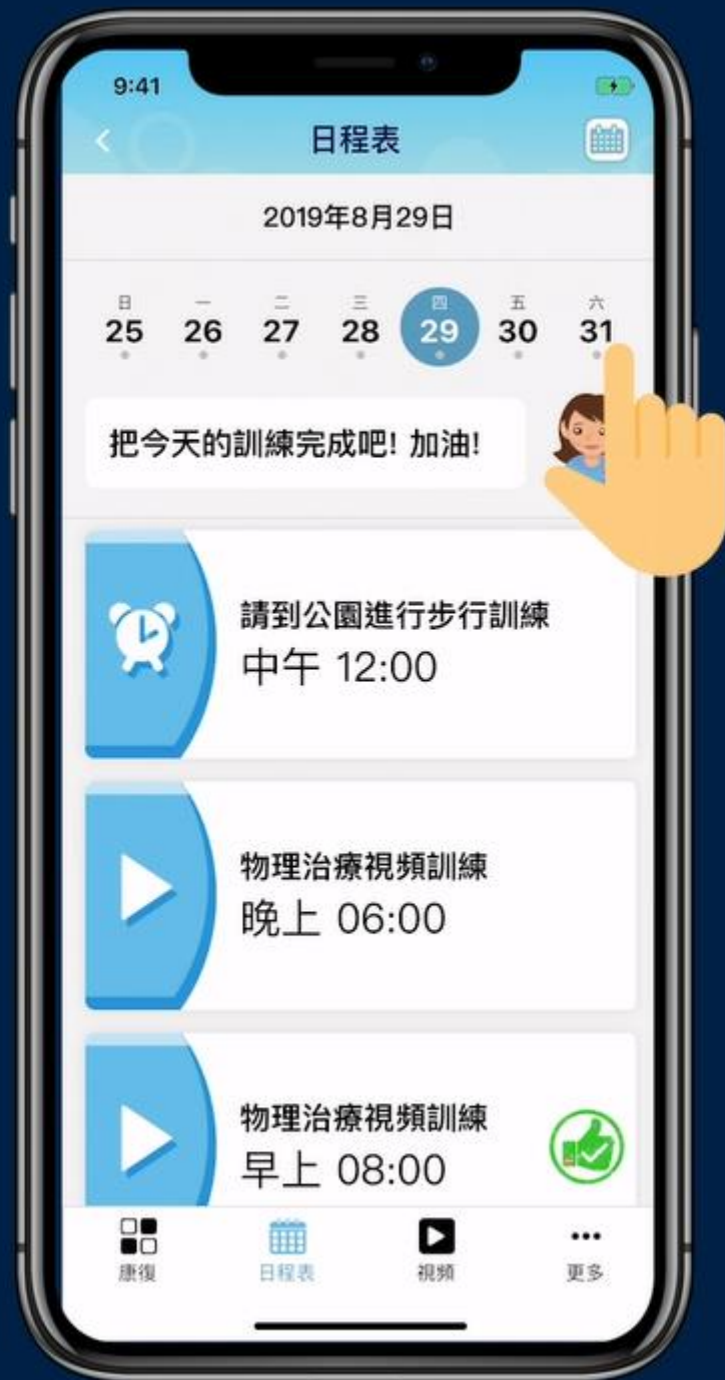 9:41
日程表
2019年8月29日
日 一 二 三 四 五 六
25 26 27 28 29 30 31
把今天的訓練完成吧! 加油!
請到公園進行步行訓練
中午 12:00
物理治療視頻訓練
晚上 06:00
物理治療視頻訓練
早上 08:00
康復 日程表 視頻 更多